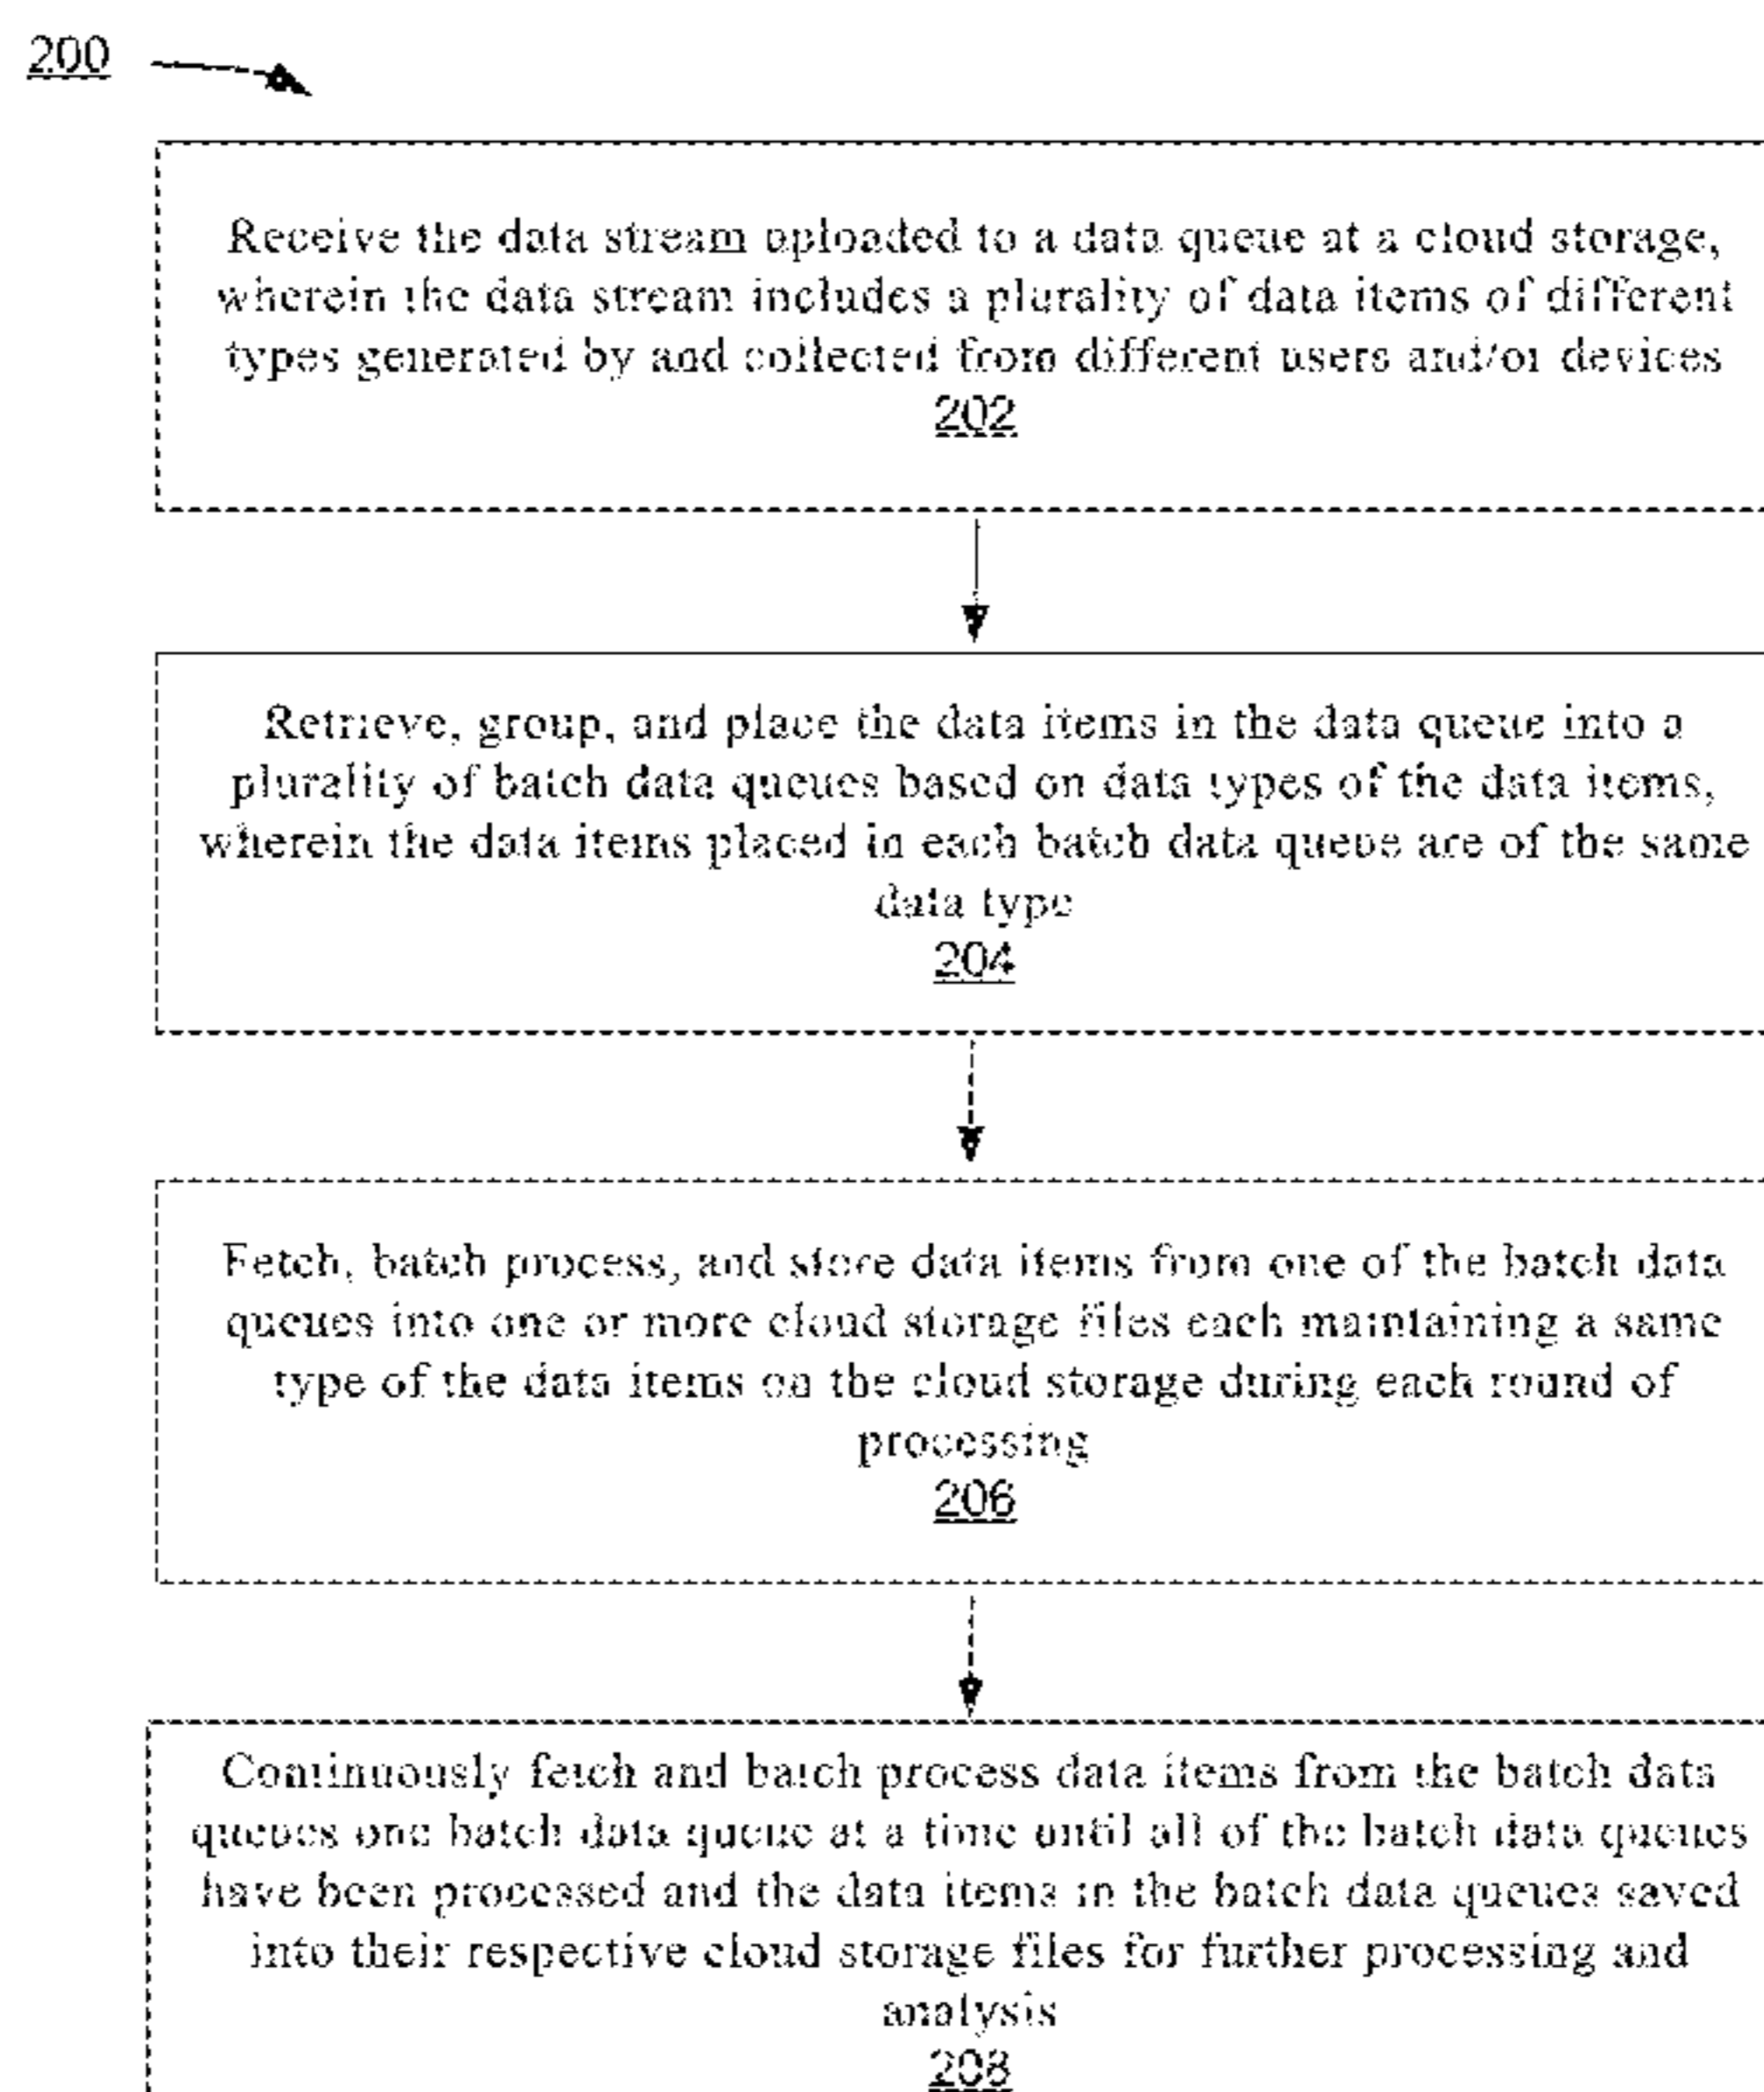 200
Receive the data stream uploaded to a data queue at a cloud storage,
wherein the data stream includes a plurality of data items of different
types generated by and collected from different users and/or devices
202
Retrieve, group, and place the data items in the data queue into a
plurality of batch data queues based on data types of the data items,
wherein the data items placed in each batch data queue are of the same
data type
204
Fetch, batch process, and store data items from one of the batch data
queues into one or more cloud storage files each maintaining a same
type of the data items on the cloud storage during each round of
processing
206
Continuously fetch and batch process data items from the batch data
queues one batch data queue at a time until all of the batch data queues
have been processed and the data items in the batch data queues saved
into their respective cloud storage files for further processing and
analysis
208